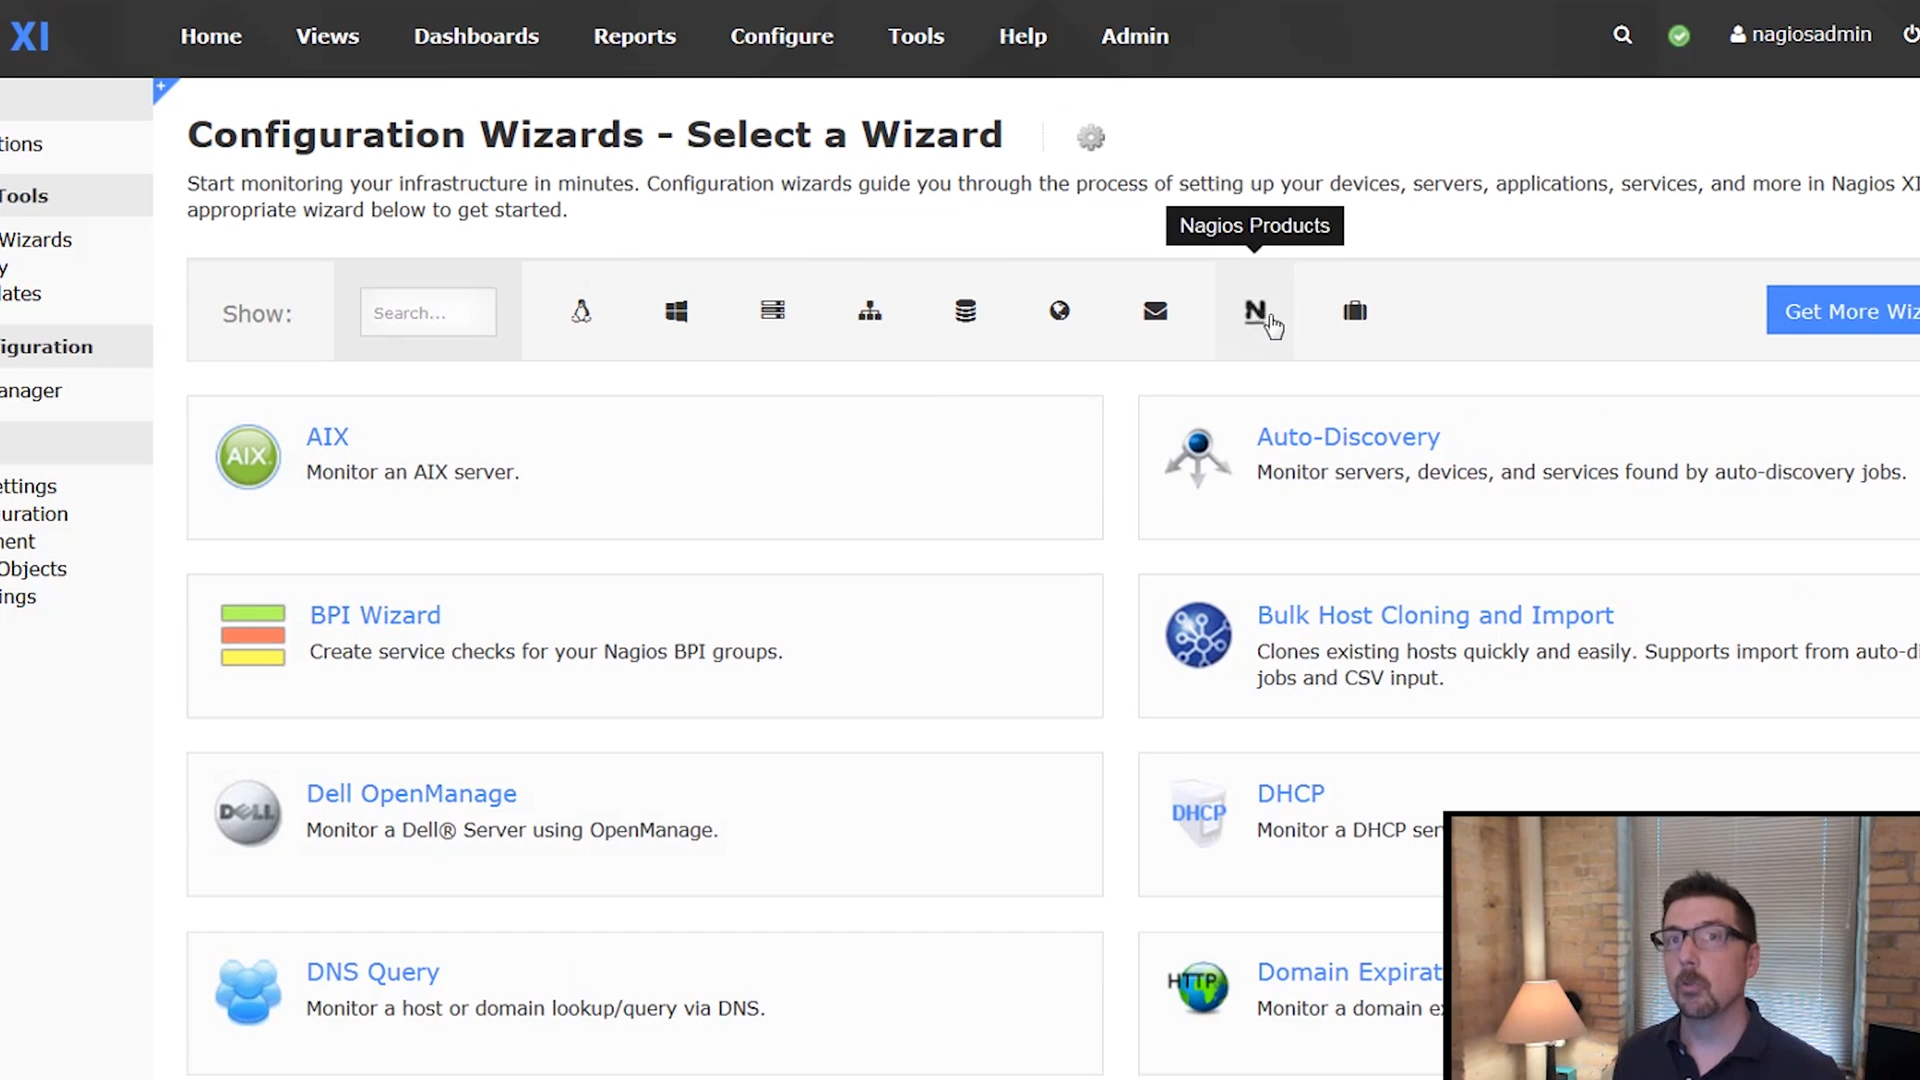 XI
Home Views Dashboards Reports Configure Tools Help Admin nagiosadmin
tions
Tools
Wizards
y
lates
iguration
anager
ettings
uration
nent
Objects
ings
Configuration Wizards - Select a Wizard
Start monitoring your infrastructure in minutes. Configuration wizards guide you through the process of setting up your devices, servers, applications, services, and more in Nagios XI
appropriate wizard below to get started.
Nagios Products
Show: Search... N Get More Wiz
AIX
AIX
Monitor an AIX server.
Auto-Discovery
Monitor servers, devices, and services found by auto-discovery jobs.
BPI Wizard
Create service checks for your Nagios BPI groups.
Bulk Host Cloning and Import
Clones existing hosts quickly and easily. Supports import from auto-di
jobs and CSV input.
DELL
Dell OpenManage
Monitor a Dell® Server using OpenManage.
DHCP
DHCP
Monitor a DHCP ser
DNS Query
Monitor a host or domain lookup/query via DNS.
HTTP
Domain Expirat
Monitor a domain e